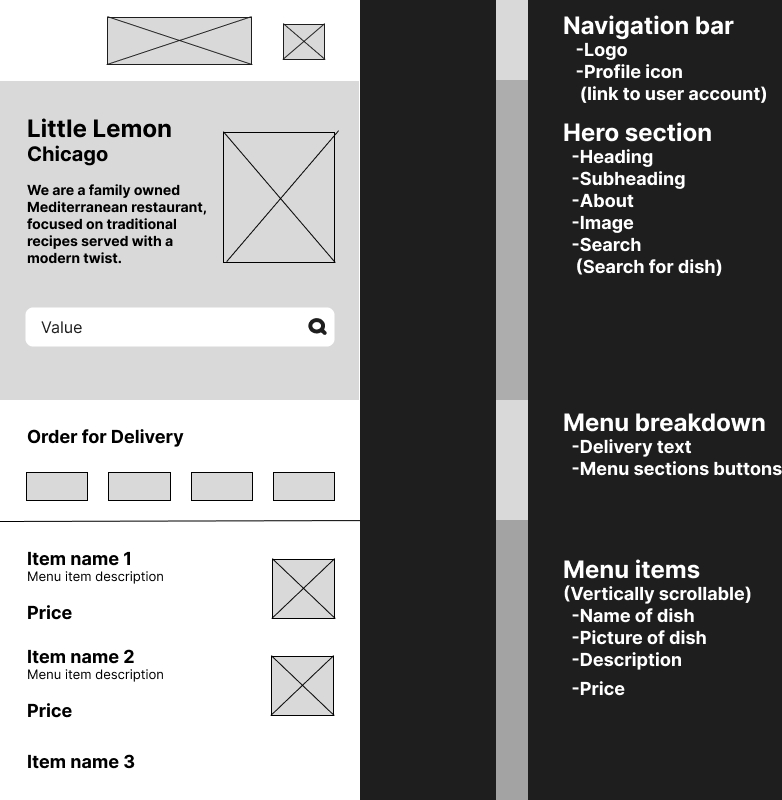 Little Lemon
Chicago
We are a family owned
Mediterranean restaurant,
focused on traditional
recipes served with a
modern twist.
Value
Order for Delivery
Item name 1
Menu item description
Price
Item name 2
Menu item description
Price
Item name 3
Navigation bar
-Logo
-Profile icon
(link to user account)
Hero section
-Heading
-Subheading
-About
-Image
-Search
(Search for dish)
Menu breakdown
-Delivery text
-Menu sections buttons
Menu items
(Vertically scrollable)
-Name of dish
-Picture of dish
-Description
-Price